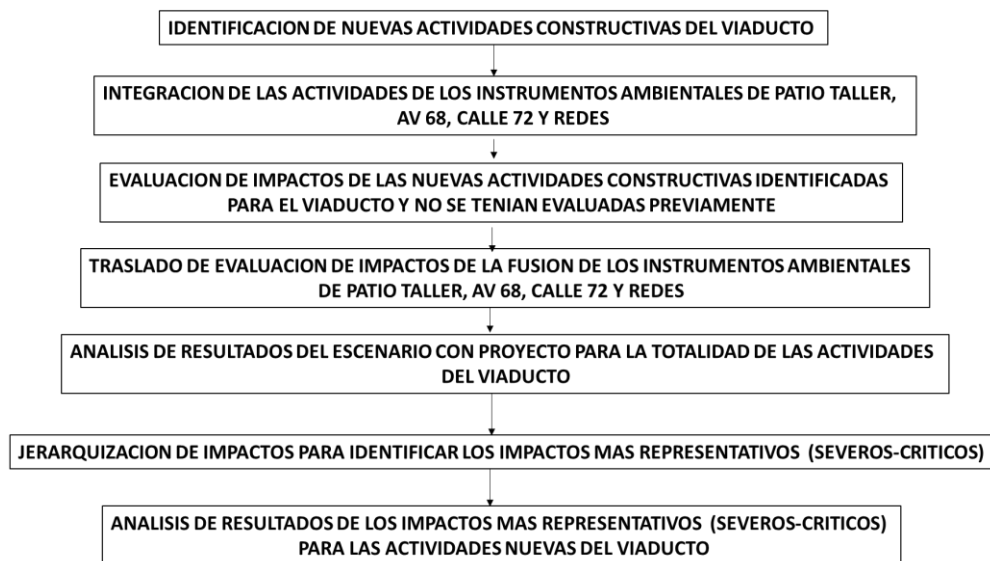 IDENTIFICACION DE NUEVAS ACTIVIDADES CONSTRUCTIVAS DEL VIADUCTO
INTEGRACION DE LAS ACTIVIDADES DE LOS INSTRUMENTOS AMBIENTALES DE PATIO TALLER,
AV 68, CALLE 72 Y REDES
EVALUACION DE IMPACTOS DE LAS NUEVAS ACTIVIDADES CONSTRUCTIVAS IDENTIFICADAS
PARA EL VIADUCTO Y NO SE TENIAN EVALUADAS PREVIAMENTE
TRASLADO DE EVALUACION DE IMPACTOS DE LA FUSION DE LOS INSTRUMENTOS AMBIENTALES
DE PATIO TALLER, AV 68, CALLE 72 Y REDES
ANALISIS DE RESULTADOS DEL ESCENARIO CON PROYECTO PARA LA TOTALIDAD DE LAS ACTIVIDADES
DEL VIADUCTO
JERARQUIZACION DE IMPACTOS PARA IDENTIFICAR LOS IMPACTOS MAS REPRESENTATIVOS (SEVEROS-CRITICOS)
ANALISIS DE RESULTADOS DE LOS IMPACTOS MAS REPRESENTATIVOS (SEVEROS-CRITICOS)
PARA LAS ACTIVIDADES NUEVAS DEL VIADUCTO